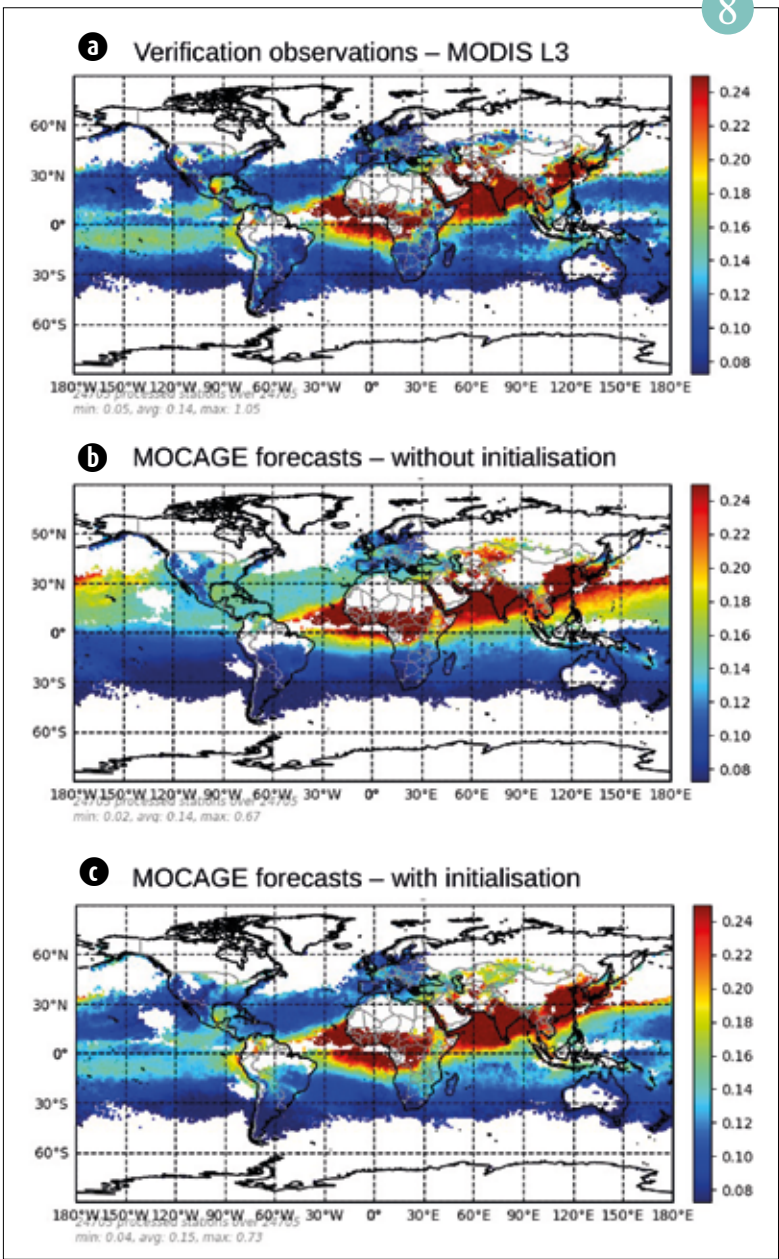 8
a Verification observations – MODIS L3
60°N
30°N
0°
30°S
60°S
180°W 150°W 120°W 90°W 60°W 30°W 0° 30°E 60°E 90°E 120°E 150°E 180°E
0.24
0.22
0.20
0.18
0.16
0.14
0.12
0.10
0.08
24705 processed stations over 24705
min: 0.05, avg: 0.14, max: 1.05
b MOCAGE forecasts – without initialisation
50°N
30°N
0°
30°S
60°S
180°W 150°W 120°W 90°W 60°W 30°W 0° 30°E 60°E 90°E 120°E 150°E 180°E
0.24
0.22
0.20
0.18
0.16
0.14
0.12
0.10
0.08
24705 processed stations over 24705
min: 0.02, avg: 0.14, max: 0.67
c MOCAGE forecasts – with initialisation
60°N
30°N
0°
30°S
60°S
180°W 150°W 120°W 90°W 60°W 30°W 0° 30°E 60°E 90°E 120°E 150°E 180°E
0.24
0.22
0.20
0.18
0.16
0.14
0.12
0.10
0.08
24705 processed stations over 24705
min: 0.04, avg: 0.15, max: 0.73